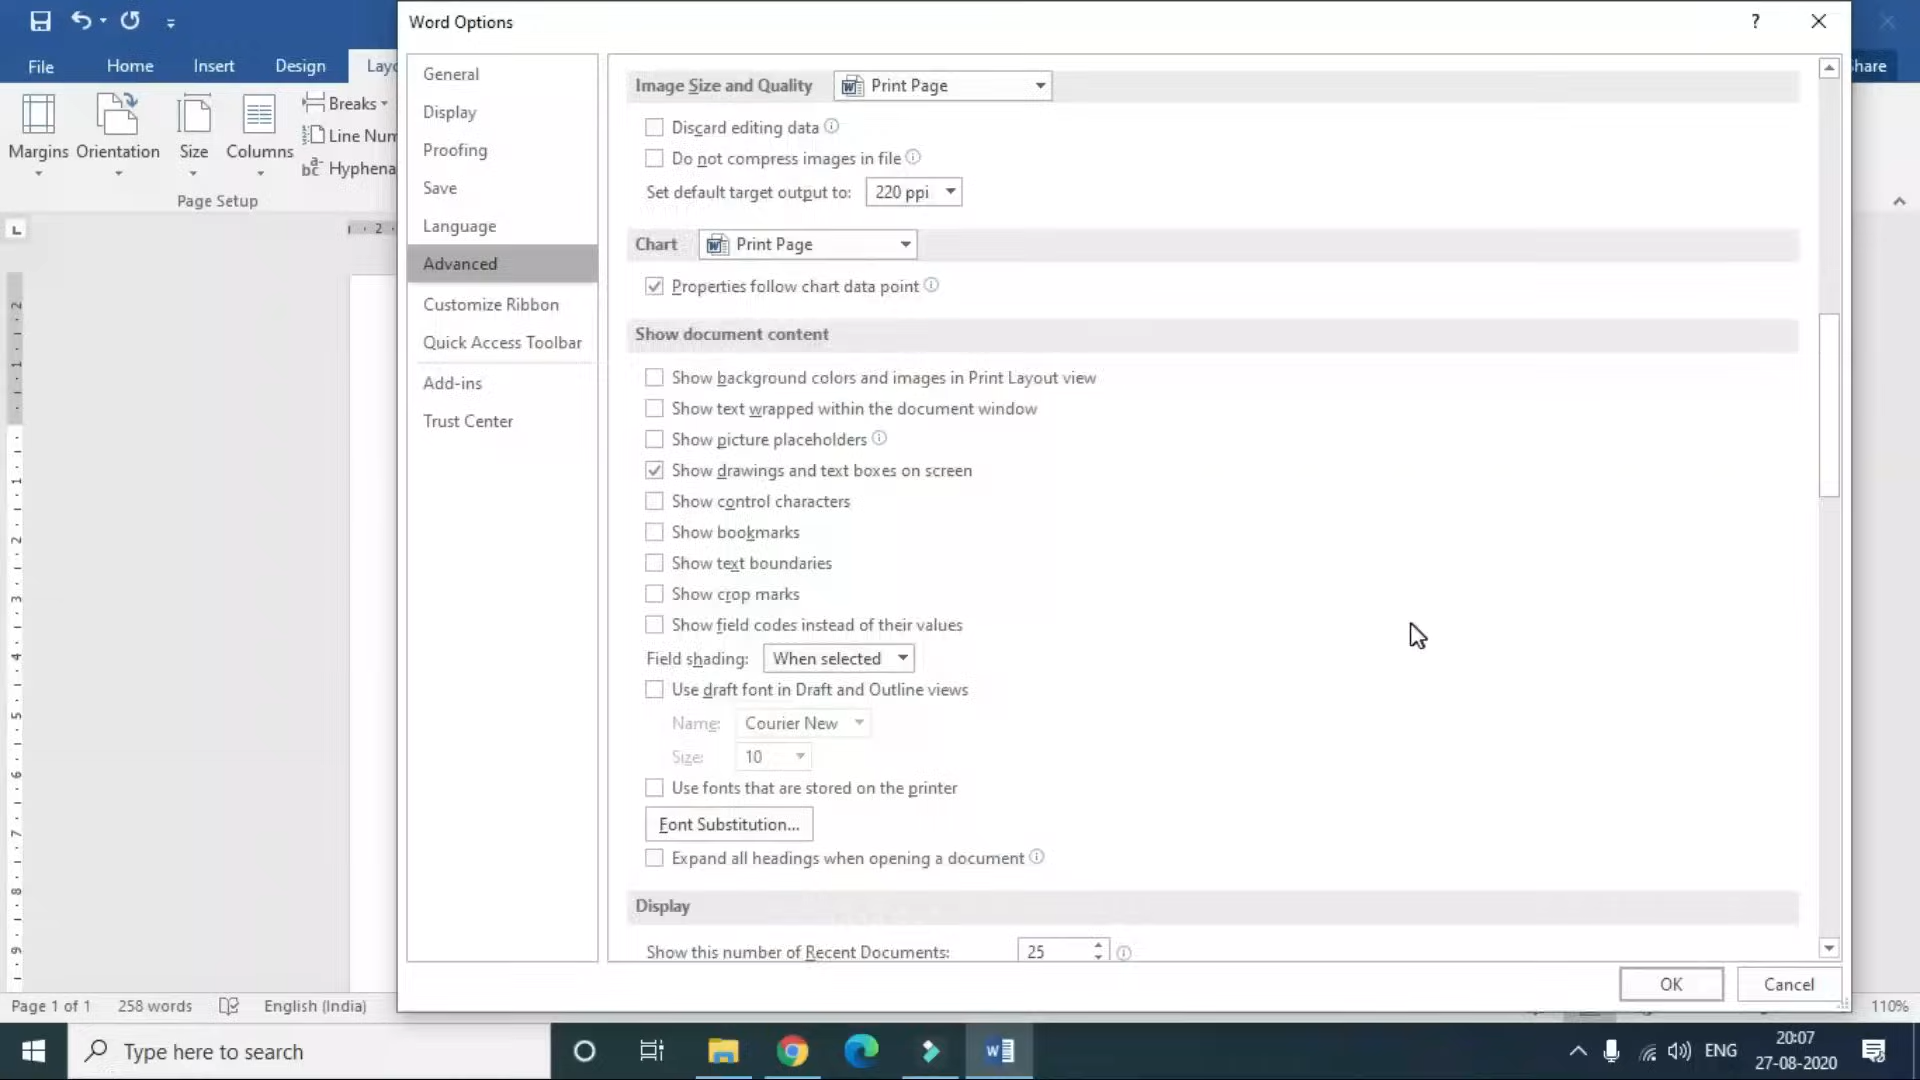 Word Options
?
File
Home
Insert
Design
Layo
hare
Margins
Orientation
Size
Columns
Breaks
Line Num
Hyphena
Page Setup
General
Display
Proofing
Save
Language
Advanced
Customize Ribbon
Quick Access Toolbar
Add-ins
Trust Center
Image Size and Quality
Print Page
Discard editing data
Do not compress images in file
Set default target output to: 220 ppi
Chart
Print Page
Properties follow chart data point
Show document content
Show background colors and images in Print Layout view
Show text wrapped within the document window
Show picture placeholders
Show drawings and text boxes on screen
Show control characters
Show bookmarks
Show text boundaries
Show crop marks
Show field codes instead of their values
Field shading: When selected
Use draft font in Draft and Outline views
Name: Courier New
Size: 10
Use fonts that are stored on the printer
Font Substitution...
Expand all headings when opening a document
Display
Show this number of Recent Documents: 25
OK
Cancel
Page 1 of 1
258 words
English (India)
110%
Type here to search
ENG
20:07
27-08-2020